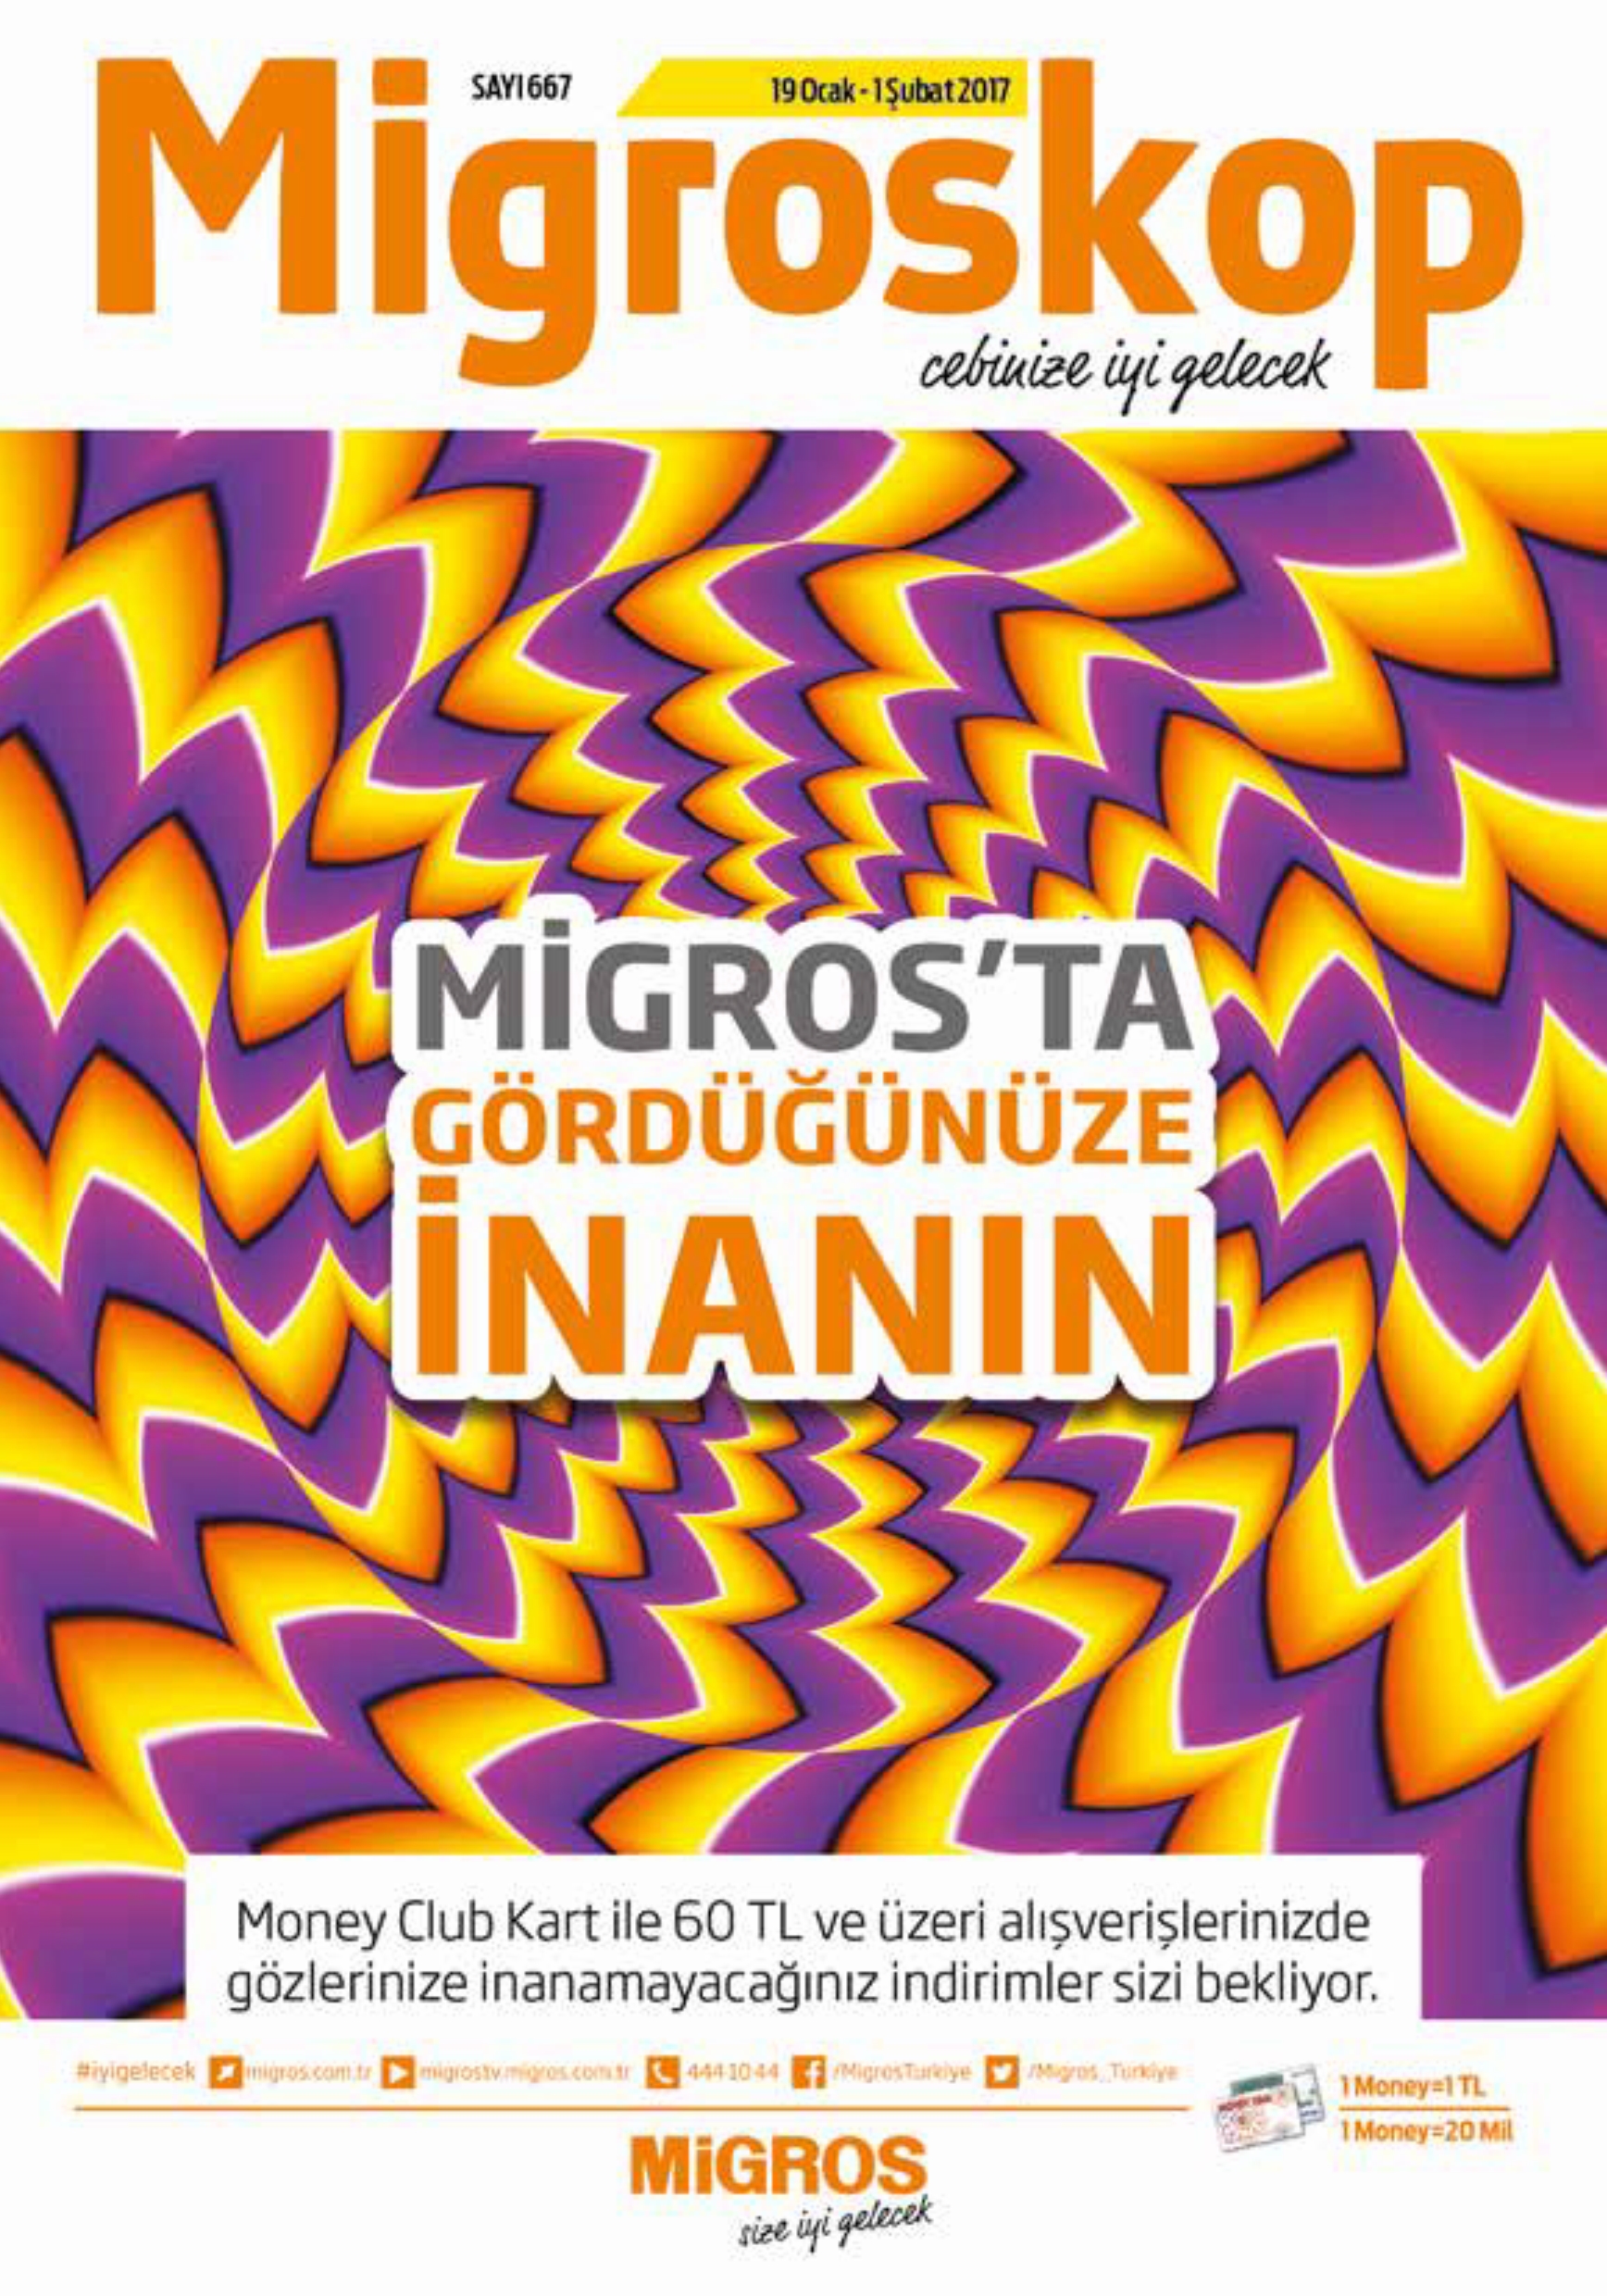 SAYI 667
19 Ocak - 1 Şubat 2017
Migroskop
cebinize iyi gelecek
MİGROS'TA
GÖRDÜĞÜNÜZE
İNANIN
Money Club Kart ile 60 TL ve üzeri alışverişlerinizde
gözlerinize inanamayacağınız indirimler sizi bekliyor.
#iyigelecek migros.com.tr migrostv.migros.com.tr 444 10 44 /MigrosTurkiye /Migros_Turkiye
1 Money=1 TL
1 Money=20 Mil
MiGROS
size iyi gelecek